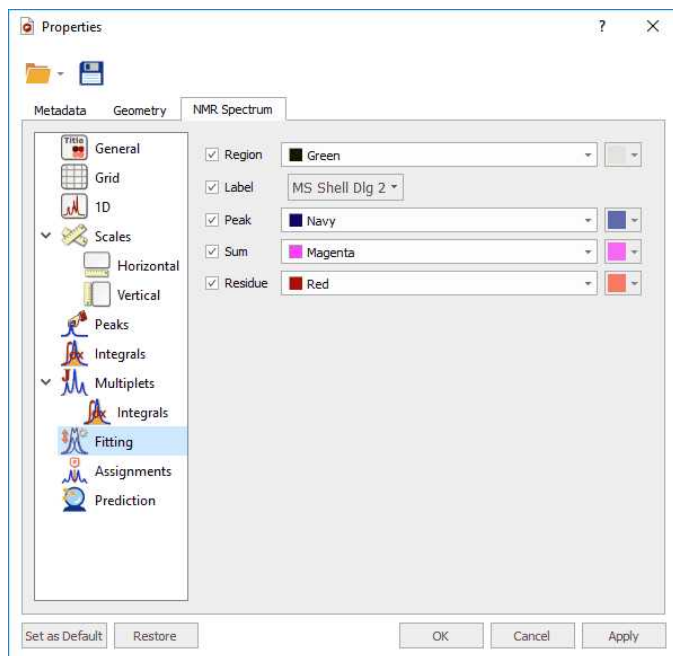 Properties
?
Metadata Geometry NMR Spectrum
Title
General
Grid
1D
Scales
Horizontal
Vertical
Peaks
Integrals
Multiplets
Integrals
Fitting
Assignments
Prediction
Region Green
Label MS Shell Dlg 2
Peak Navy
Sum Magenta
Residue Red
Set as Default Restore OK Cancel Apply